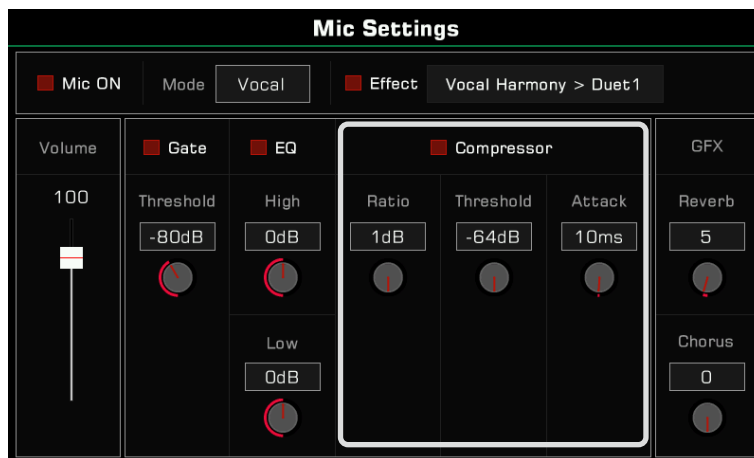 Mic Settings
Mic ON
Mode
Vocal
Effect
Vocal Harmony > Duet1
Volume
Gate
EQ
Compressor
GFX
100
Threshold
High
Ratio
Threshold
Attack
Reverb
-80dB
0dB
1dB
-64dB
10ms
5
Low
Chorus
0dB
0